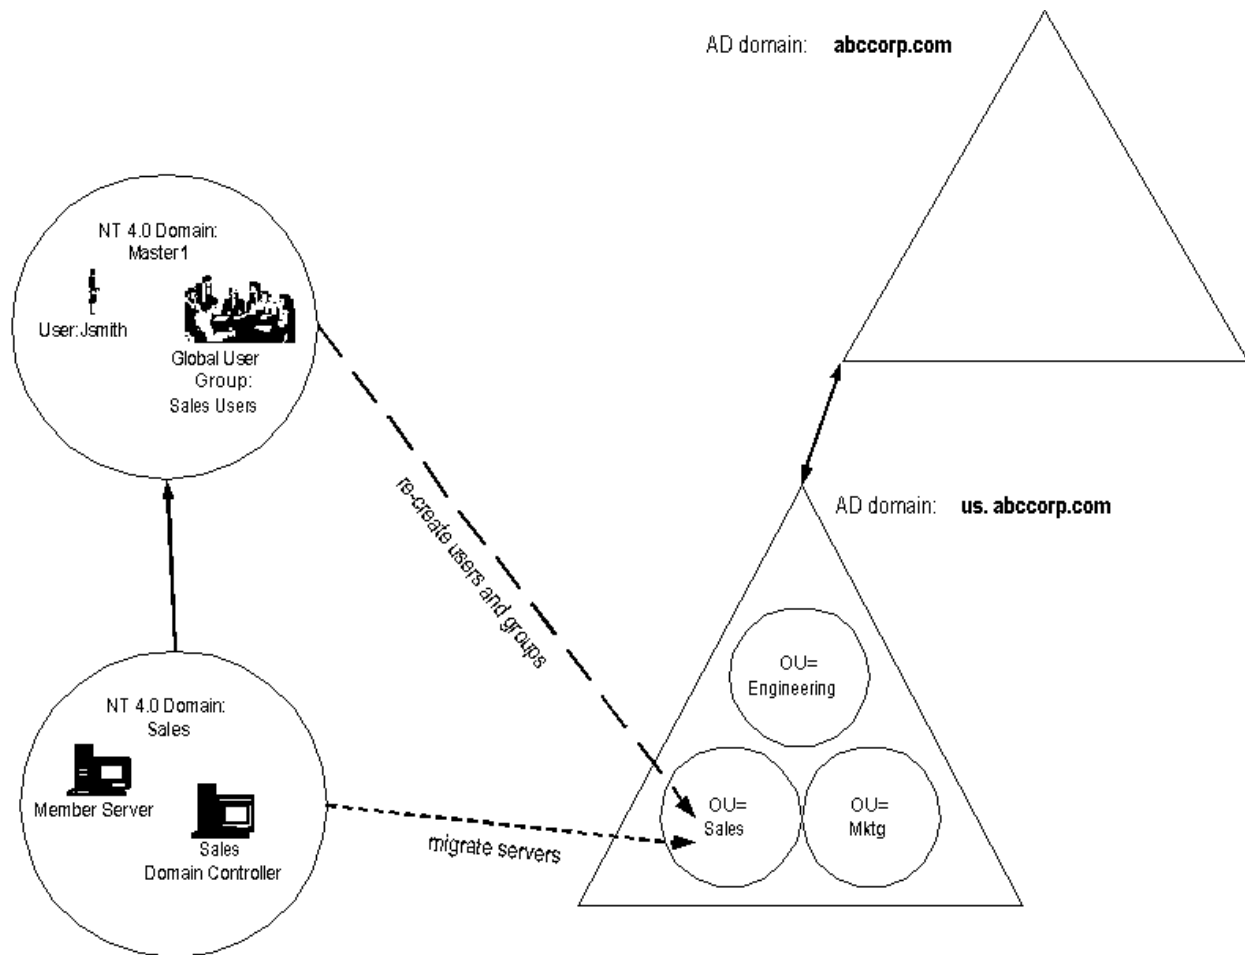 AD domain: abccorp.com
NT 4.0 Domain:
Master1
User:Jsmith
Global User
Group:
Sales Users
re-create users and groups
AD domain: us. abccorp.com
OU=
Engineering
NT 4.0 Domain:
Sales
Member Server
Sales
Domain Controller
migrate servers
OU=
Sales
OU=
Mktg